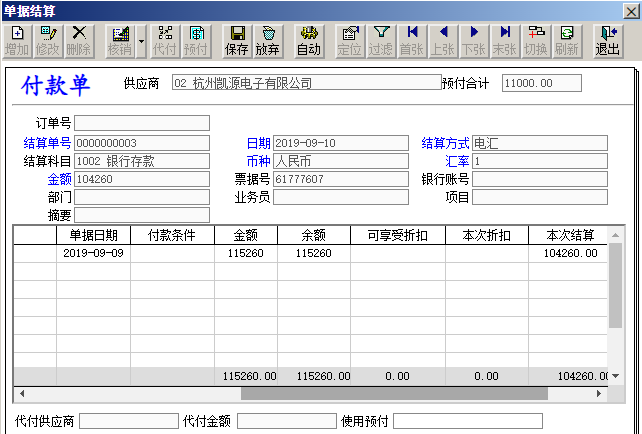 单据结算
增加 修改 删除 核销 代付 预付 保存 放弃 自动 定位 过滤 首张 上张 下张 末张 切换 刷新 退出
付款单 供应商 02 杭州凯源电子有限公司 预付合计 11000.00
订单号
结算单号 0000000003 日期 2019-09-10 结算方式 电汇
结算科目 1002 银行存款 币种 人民币 汇率 1
金额 104260 票据号 61777607 银行账号
部门 业务员 项目
摘要
单据日期 付款条件 金额 余额 可享受折扣 本次折扣 本次结算
2019-09-09 115260 115260 104260.00
115260.00 115260.00 0.00 0.00 104260.00
代付供应商 代付金额 使用预付